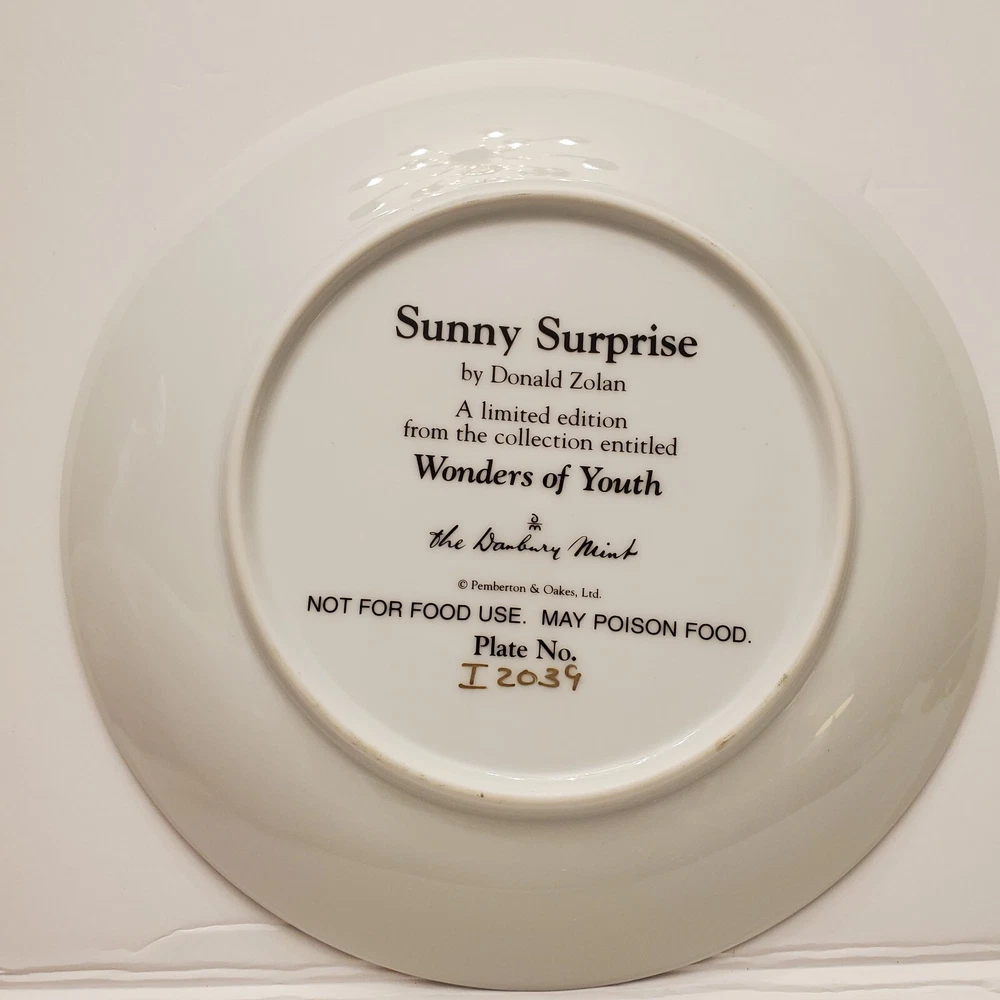 Sunny Surprise
by Donald Zolan
A limited edition
from the collection entitled
Wonders of Youth
the Danbury Mint
© Pemberton & Oakes, Ltd.
NOT FOR FOOD USE. MAY POISON FOOD.
Plate No.
I 2039